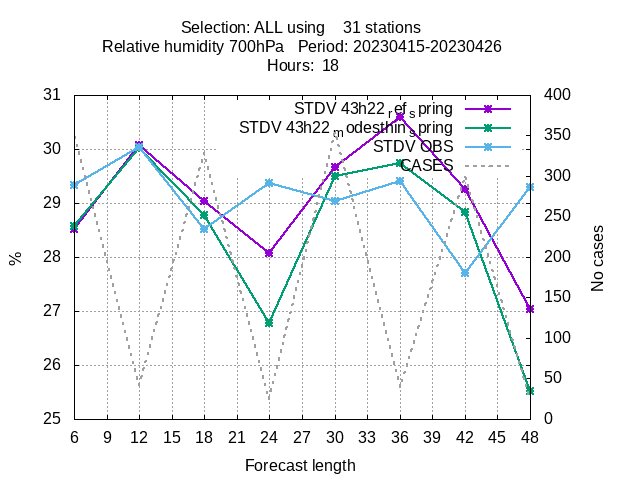 Selection: ALL using    31 stations
Relative humidity 700hPa   Period: 20230415-20230426
Hours:  18
STDV 43h22_ref_spring
STDV 43h22_modesthin_spring
STDV OBS
CASES
31
30
29
28
27
26
25
%
400
350
300
250
200
150
100
50
0
No cases
6 9 12 15 18 21 24 27 30 33 36 39 42 45 48
Forecast length